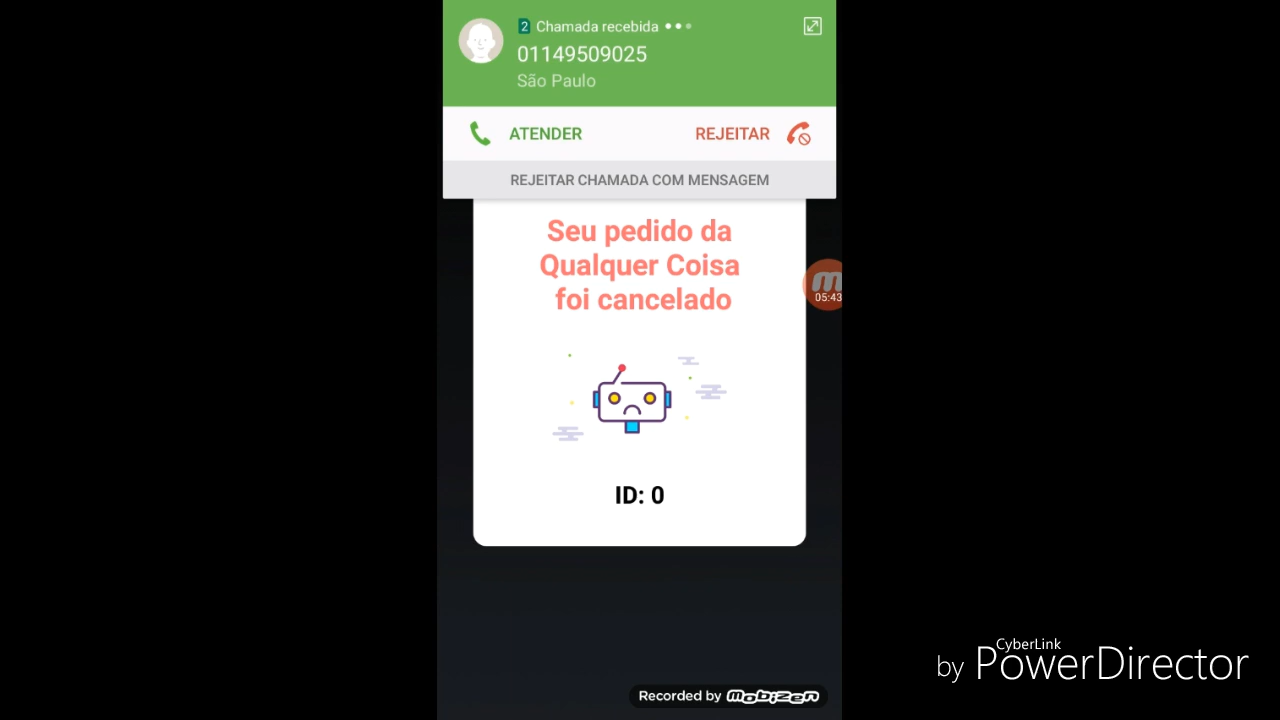 2 Chamada recebida
01149509025
São Paulo
ATENDER
REJEITAR
REJEITAR CHAMADA COM MENSAGEM
Seu pedido da
Qualquer Coisa
foi cancelado
m
05:43
ID: 0
CyberLink
by PowerDirector
Recorded by mobizen